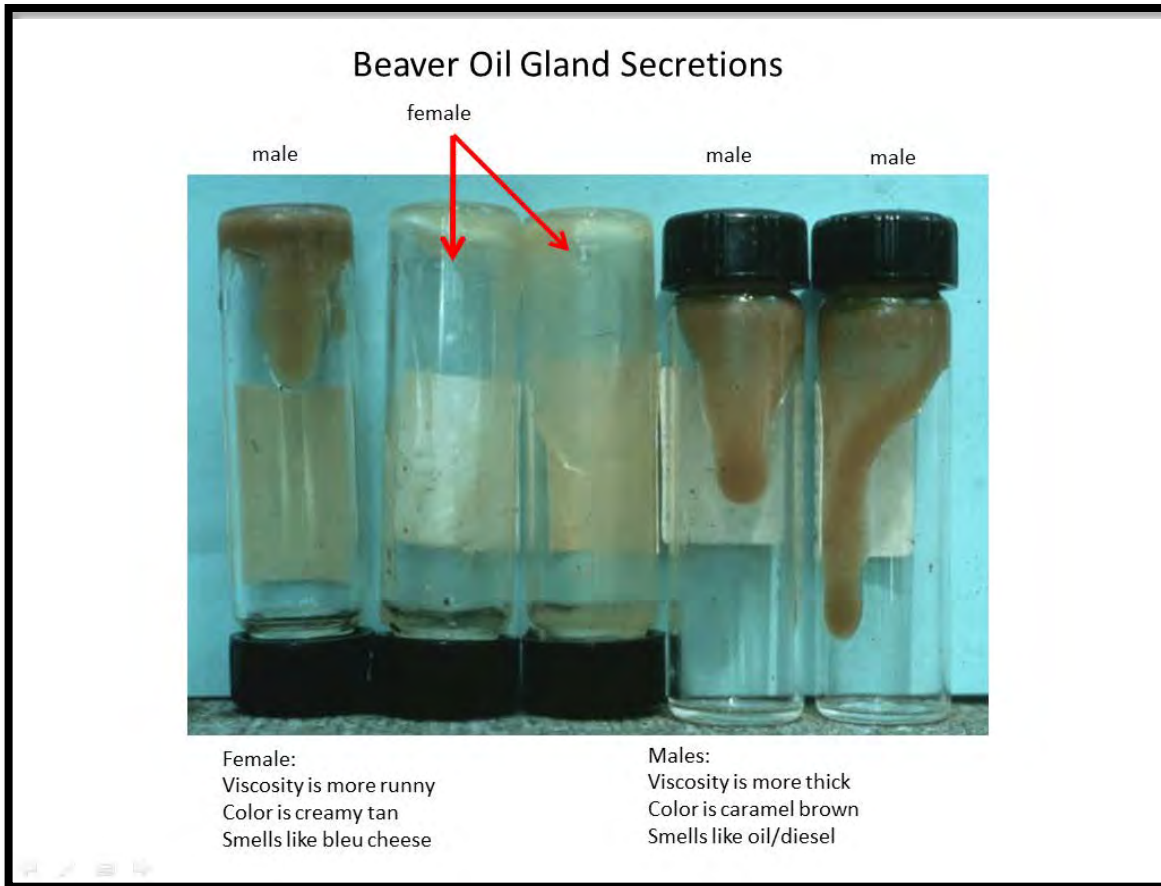 Beaver Oil Gland Secretions
female
male
male
male
Female:
Viscosity is more runny
Color is creamy tan
Smells like bleu cheese
Males:
Viscosity is more thick
Color is caramel brown
Smells like oil/diesel